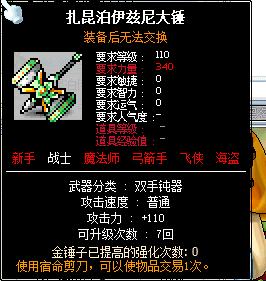 扎昆泊伊兹尼大锤
装备后无法交换
要求等级： 110
要求力量： 340
要求敏捷： 0
要求智力： 0
要求运气： 0
要求人气度： -
道具等级： -
道具经验值： -
新手 战士 魔法师 弓箭手 飞侠 海盗
武器分类 ： 双手钝器
攻击速度 ： 普通
攻击力 ： +110
可升级次数 ： 7回
金锤子已提高的强化次数: 0
使用宿命剪刀，可以使物品交易1次。